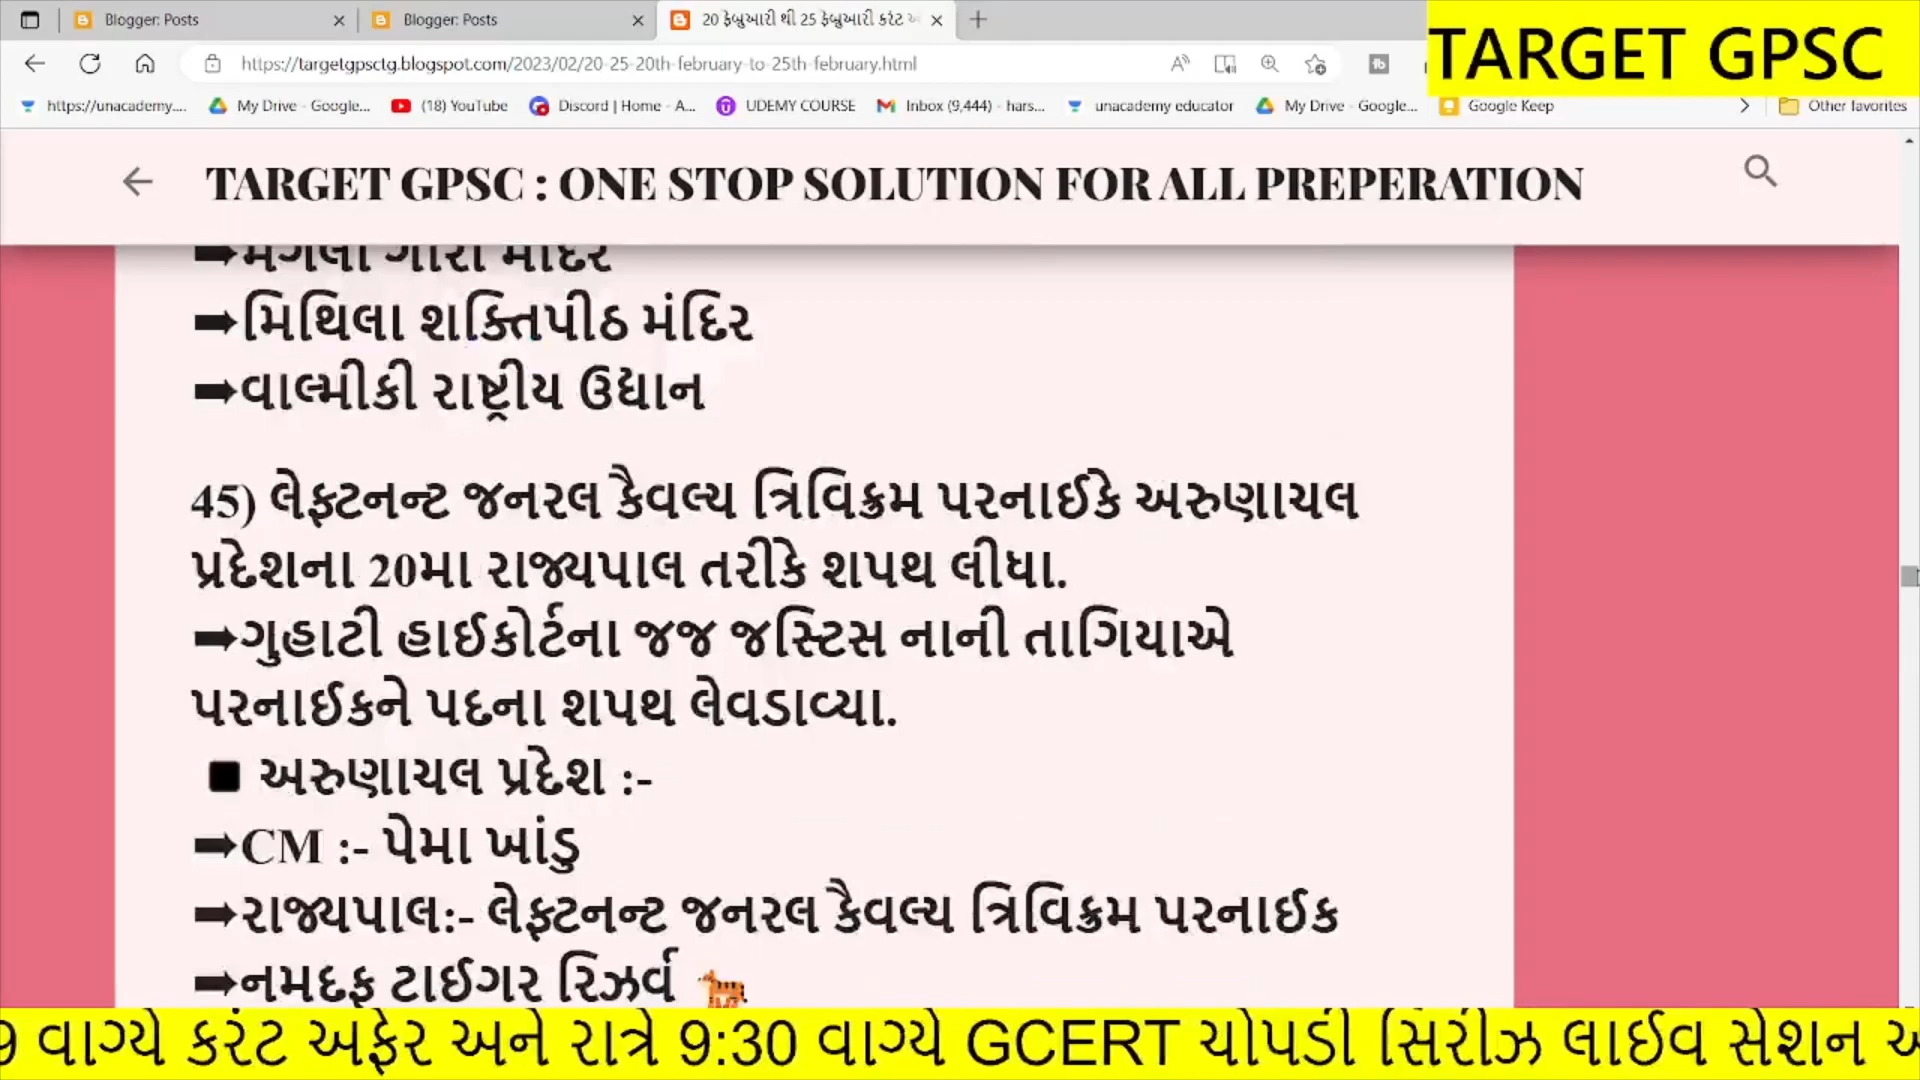 Blogger: Posts
Blogger: Posts
20 ફેબ્રુઆરી થી 25 ફેબ્રુઆરી કરંટ
TARGET GPSC
https://targetgpsctg.blogspot.com/2023/02/20-25-20th-february-to-25th-february.html
https://unacademy....
My Drive - Google...
(18) YouTube
Discord | Home - A...
UDEMY COURSE
Inbox (9,444) - hars...
unacademy educator
My Drive - Google...
Google Keep
Other favorites
TARGET GPSC : ONE STOP SOLUTION FOR ALL PREPERATION
➡મંગલા ગૌરી મંદિર
➡મિથિલા શક્તિપીઠ મંદિર
➡વાલ્મીકી રાષ્ટ્રીય ઉદ્યાન
45) લેફ્ટનન્ટ જનરલ કૈવલ્ય ત્રિવિક્રમ પરનાઈકે અરુણાચલ
પ્રદેશના 20મા રાજ્યપાલ તરીકે શપથ લીધા.
➡ગુહાટી હાઈકોર્ટના જજ જસ્ટિસ નાની તાગિયાએ
પરનાઈકને પદના શપથ લેવડાવ્યા.
◼ અરુણાચલ પ્રદેશ :-
➡CM :- પેમા ખાંડુ
➡રાજ્યપાલ:- લેફ્ટનન્ટ જનરલ કૈવલ્ય ત્રિવિક્રમ પરનાઈક
➡નમદફ ટાઈગર રિઝર્વ 🐅
9 વાગ્યે કરંટ અફેર અને રાત્રે 9:30 વાગ્યે GCERT ચોપડી સિરીઝ લાઈવ સેશન